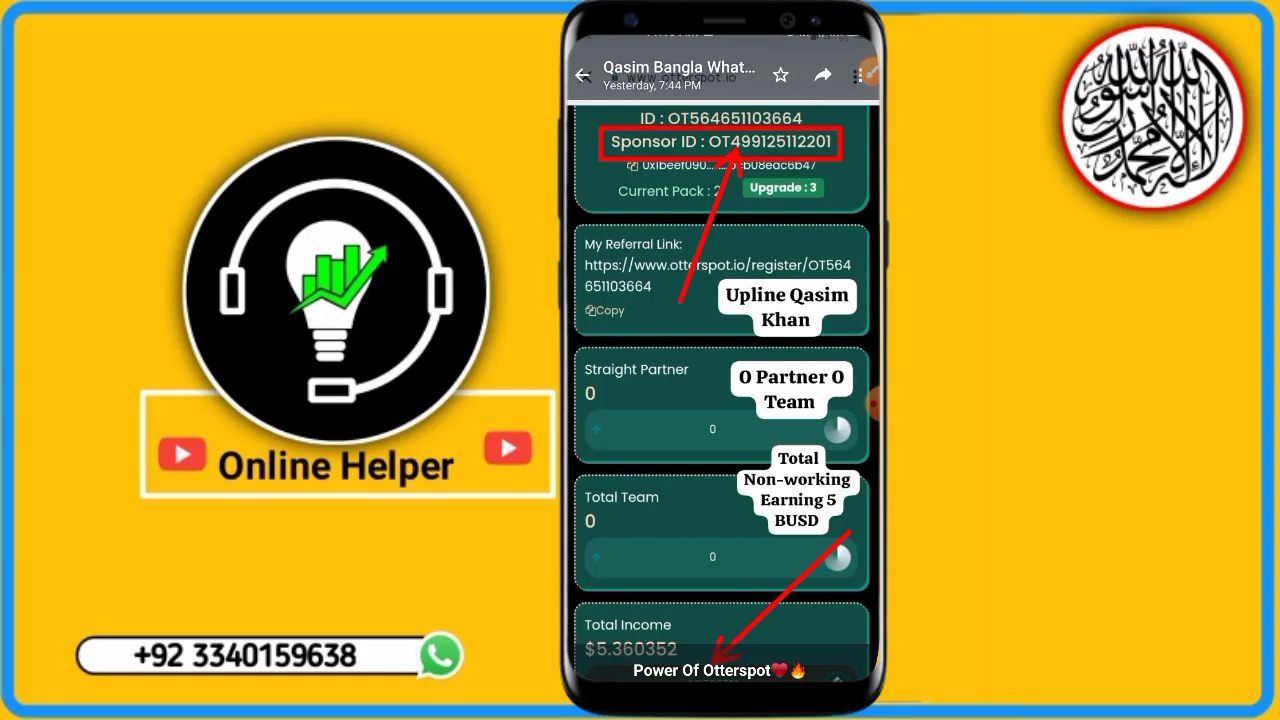 Qasim Bangla What...
www.otterspot.io
Yesterday, 7:44 PM
ID : OT564651103664
Sponsor ID : OT499125112201
Current Pack : 2
Upgrade : 3
My Referral Link:
https://www.otterspot.io/register/OT564
651103664
Copy
Upline Qasim
Khan
Straight Partner
0
0
0 Partner 0
Team
Total
Non-working
Earning 5
BUSD
Total Team
0
0
Total Income
$5.360352
Power Of Otterspot❤️🔥
Online Helper
+92 3340159638